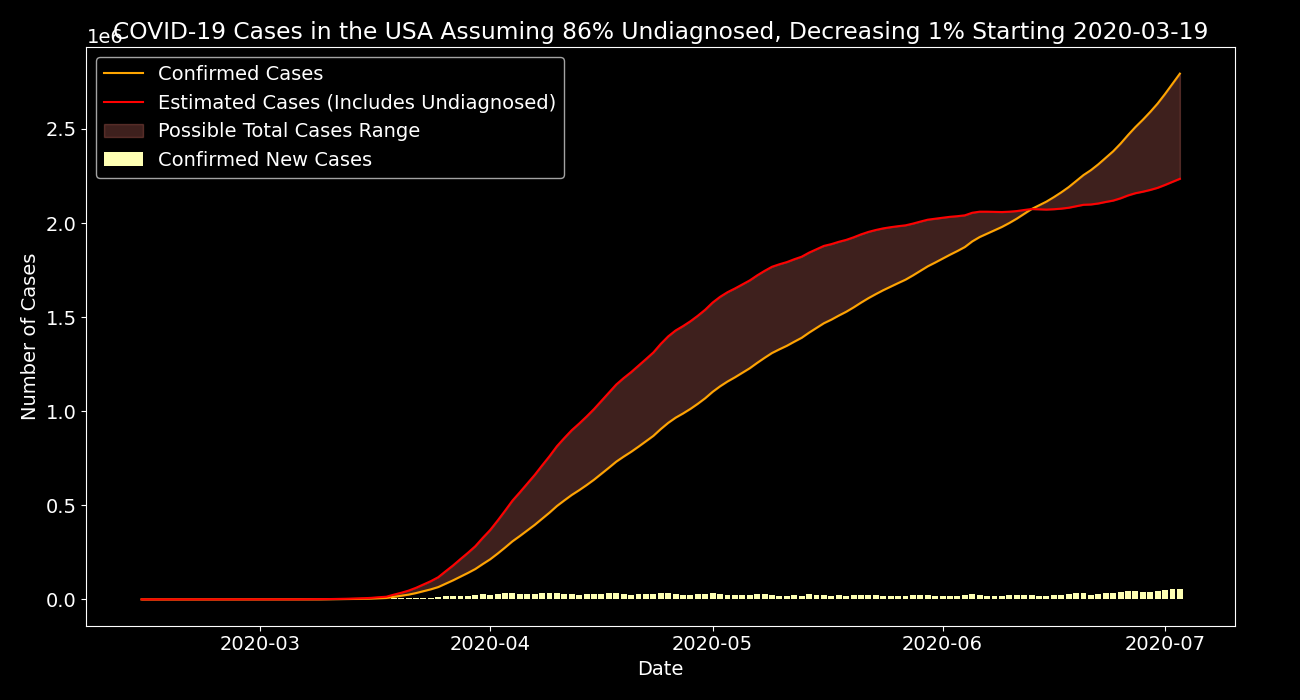 COVID-19 Cases in the USA Assuming 86% Undiagnosed, Decreasing 1% Starting 2020-03-19
1e6
Confirmed Cases
Estimated Cases (Includes Undiagnosed)
Possible Total Cases Range
Confirmed New Cases
2.5
2.0
1.5
1.0
0.5
0.0
Number of Cases
2020-03 2020-04 2020-05 2020-06 2020-07
Date